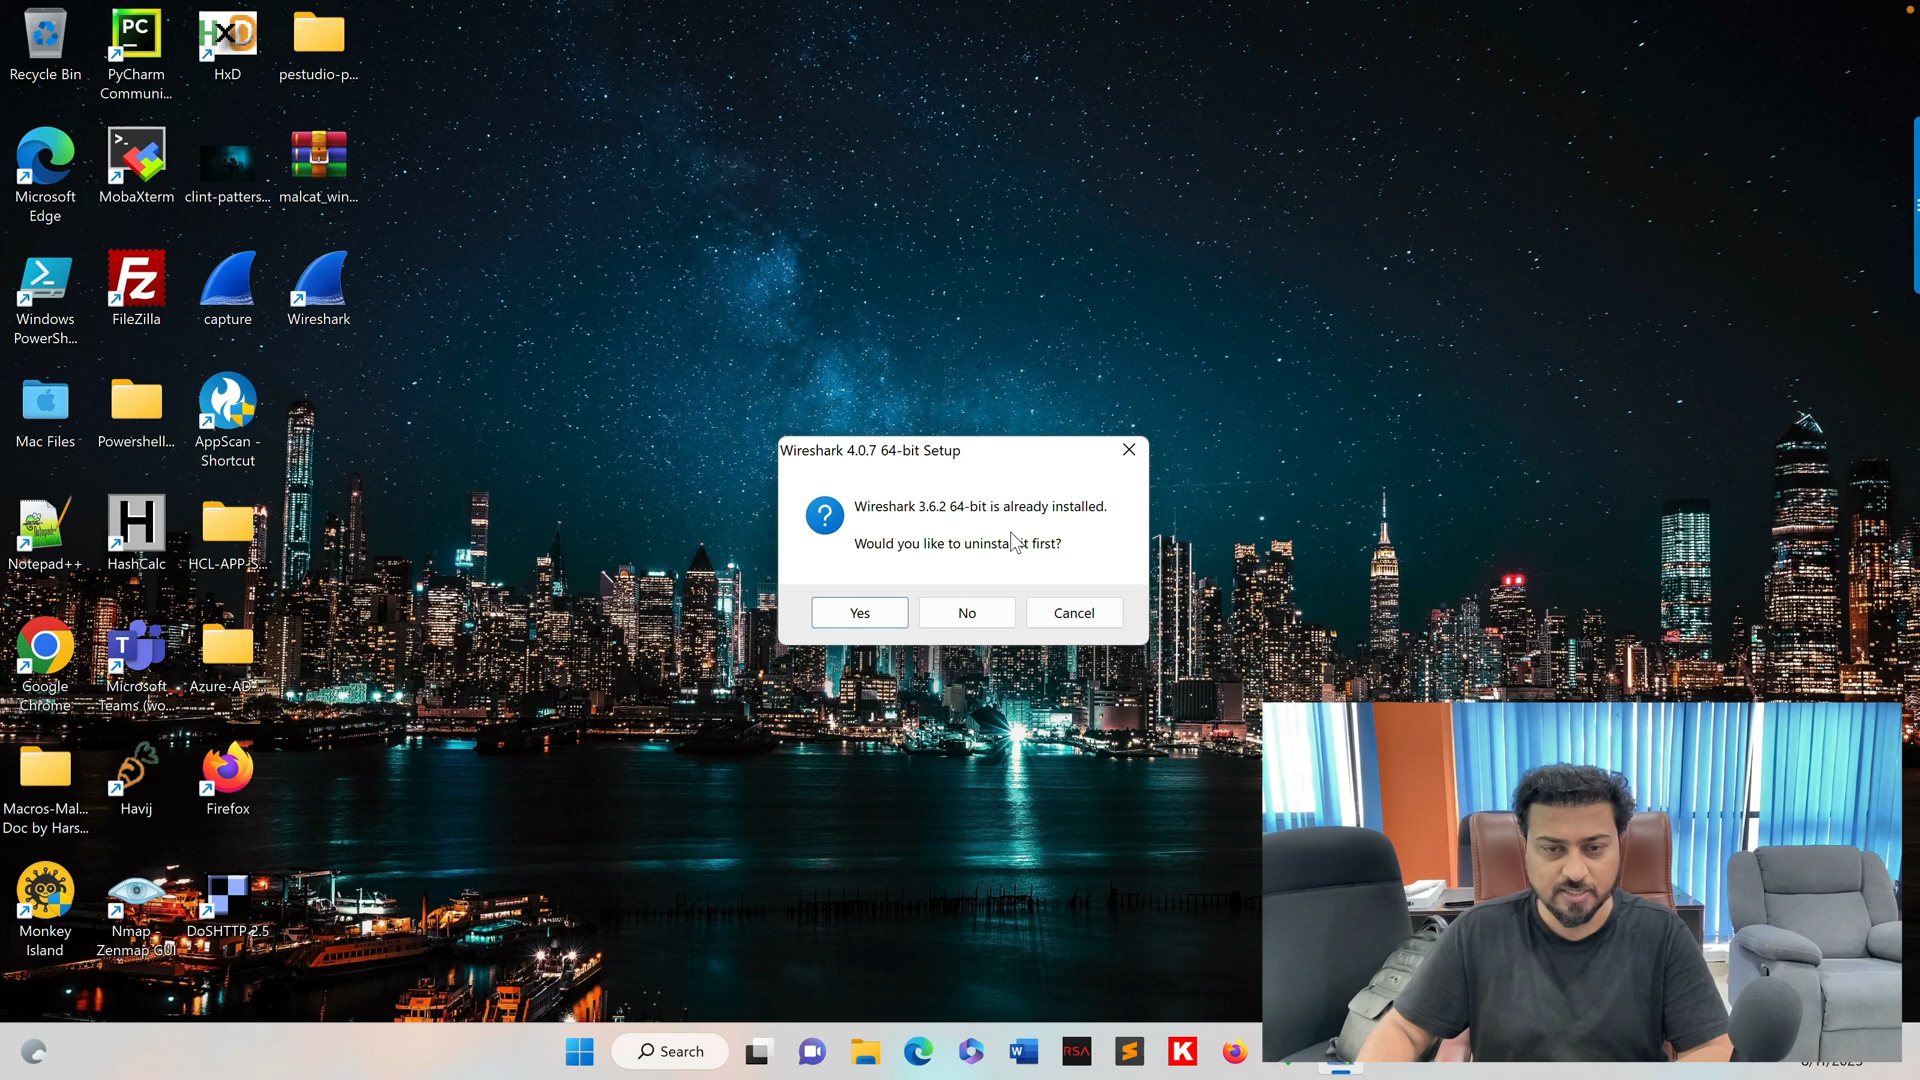 Recycle Bin
PyCharm
Communi...
HxD
pestudio-p...
Microsoft
Edge
MobaXterm
clint-patters...
malcat_win...
Windows
PowerSh...
FileZilla
capture
Wireshark
Mac Files
Powershell...
AppScan -
Shortcut
Notepad++
HashCalc
HCL-APP-S...
Google
Chrome
Microsoft
Teams (wo...
Azure-AD-
Macros-Mal...
Doc by Hars...
Havij
Firefox
Monkey
Island
Nmap -
Zenmap GUI
DoSHTTP 2.5
Wireshark 4.0.7 64-bit Setup
Wireshark 3.6.2 64-bit is already installed.
Would you like to uninstall it first?
Yes
No
Cancel
Search
RSA